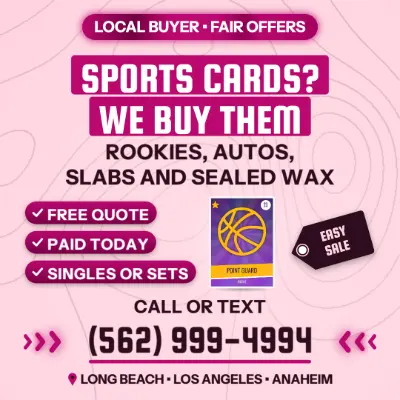 LOCAL BUYER • FAIR OFFERS
SPORTS CARDS?
WE BUY THEM
ROOKIES, AUTOS,
SLABS AND SEALED WAX
FREE QUOTE
PAID TODAY
SINGLES OR SETS
POINT GUARD
EASY
SALE
CALL OR TEXT
(562) 999-4994
LONG BEACH • LOS ANGELES • ANAHEIM